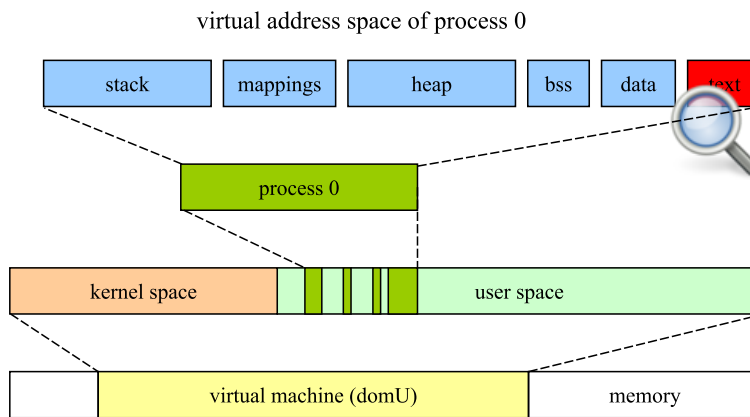 virtual address space of process 0
stack mappings heap bss data text
process 0
kernel space user space
virtual machine (domU) memory